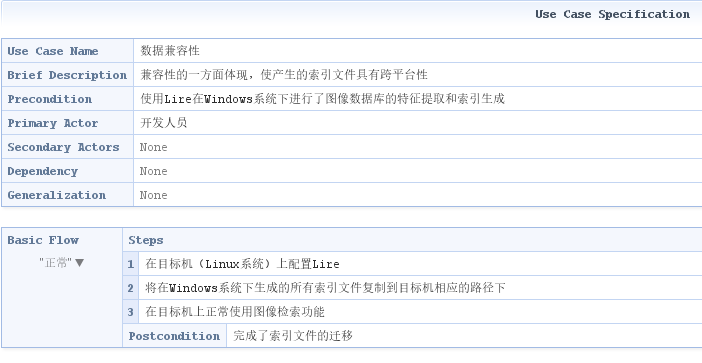 Use Case Specification
Use Case Name 数据兼容性
Brief Description 兼容性的一方面体现，使产生的索引文件具有跨平台性
Precondition 使用Lire在Windows系统下进行了图像数据库的特征提取和索引生成
Primary Actor 开发人员
Secondary Actors None
Dependency None
Generalization None
Basic Flow Steps
"正常"▼
1 在目标机（Linux系统）上配置Lire
2 将在Windows系统下生成的所有索引文件复制到目标机相应的路径下
3 在目标机上正常使用图像检索功能
Postcondition 完成了索引文件的迁移